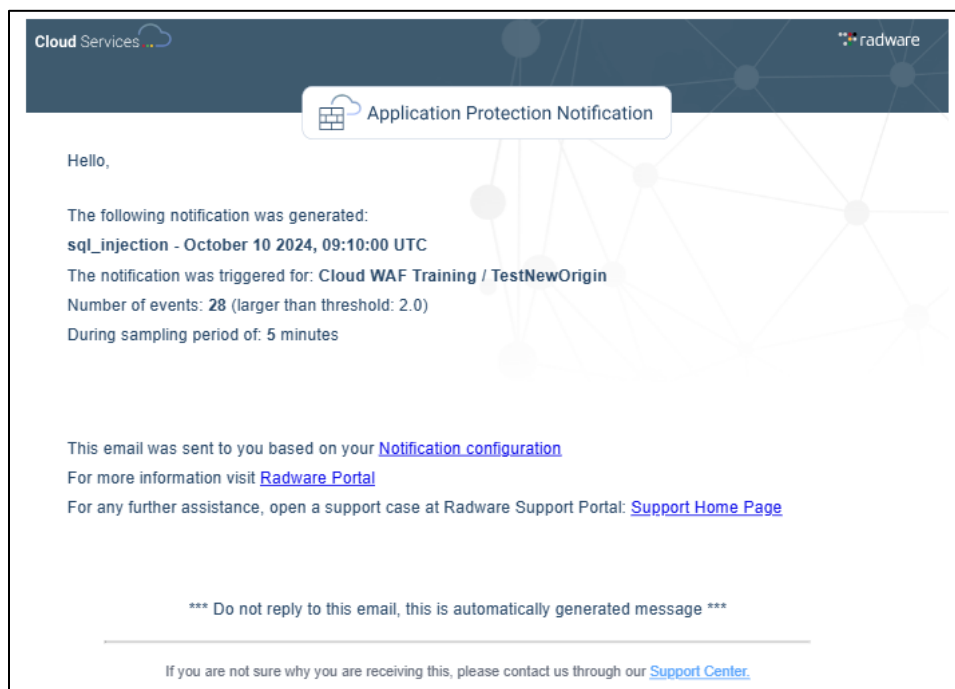 Cloud Services
radware
Application Protection Notification
Hello,
The following notification was generated:
sql_injection - October 10 2024, 09:10:00 UTC
The notification was triggered for: Cloud WAF Training / TestNewOrigin
Number of events: 28 (larger than threshold: 2.0)
During sampling period of: 5 minutes
This email was sent to you based on your Notification configuration
For more information visit Radware Portal
For any further assistance, open a support case at Radware Support Portal: Support Home Page
*** Do not reply to this email, this is automatically generated message ***
If you are not sure why you are receiving this, please contact us through our Support Center.